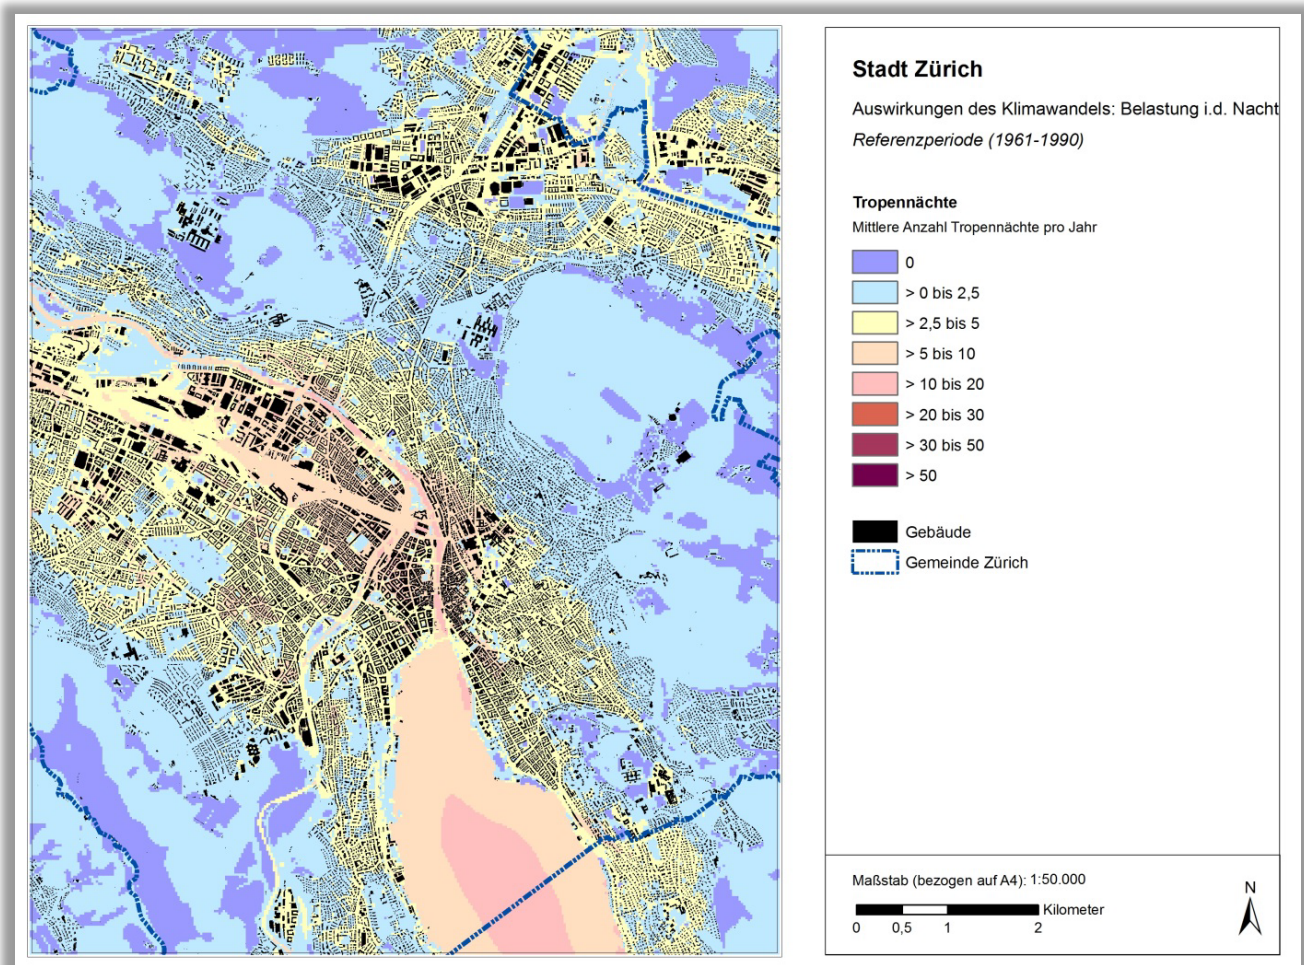 Stadt Zürich
Auswirkungen des Klimawandels: Belastung i.d. Nacht
Referenzperiode (1961-1990)
Tropennächte
Mittlere Anzahl Tropennächte pro Jahr
0
> 0 bis 2,5
> 2,5 bis 5
> 5 bis 10
> 10 bis 20
> 20 bis 30
> 30 bis 50
> 50
Gebäude
Gemeinde Zürich
Maßstab (bezogen auf A4): 1:50.000
N
Kilometer
0 0,5 1 2